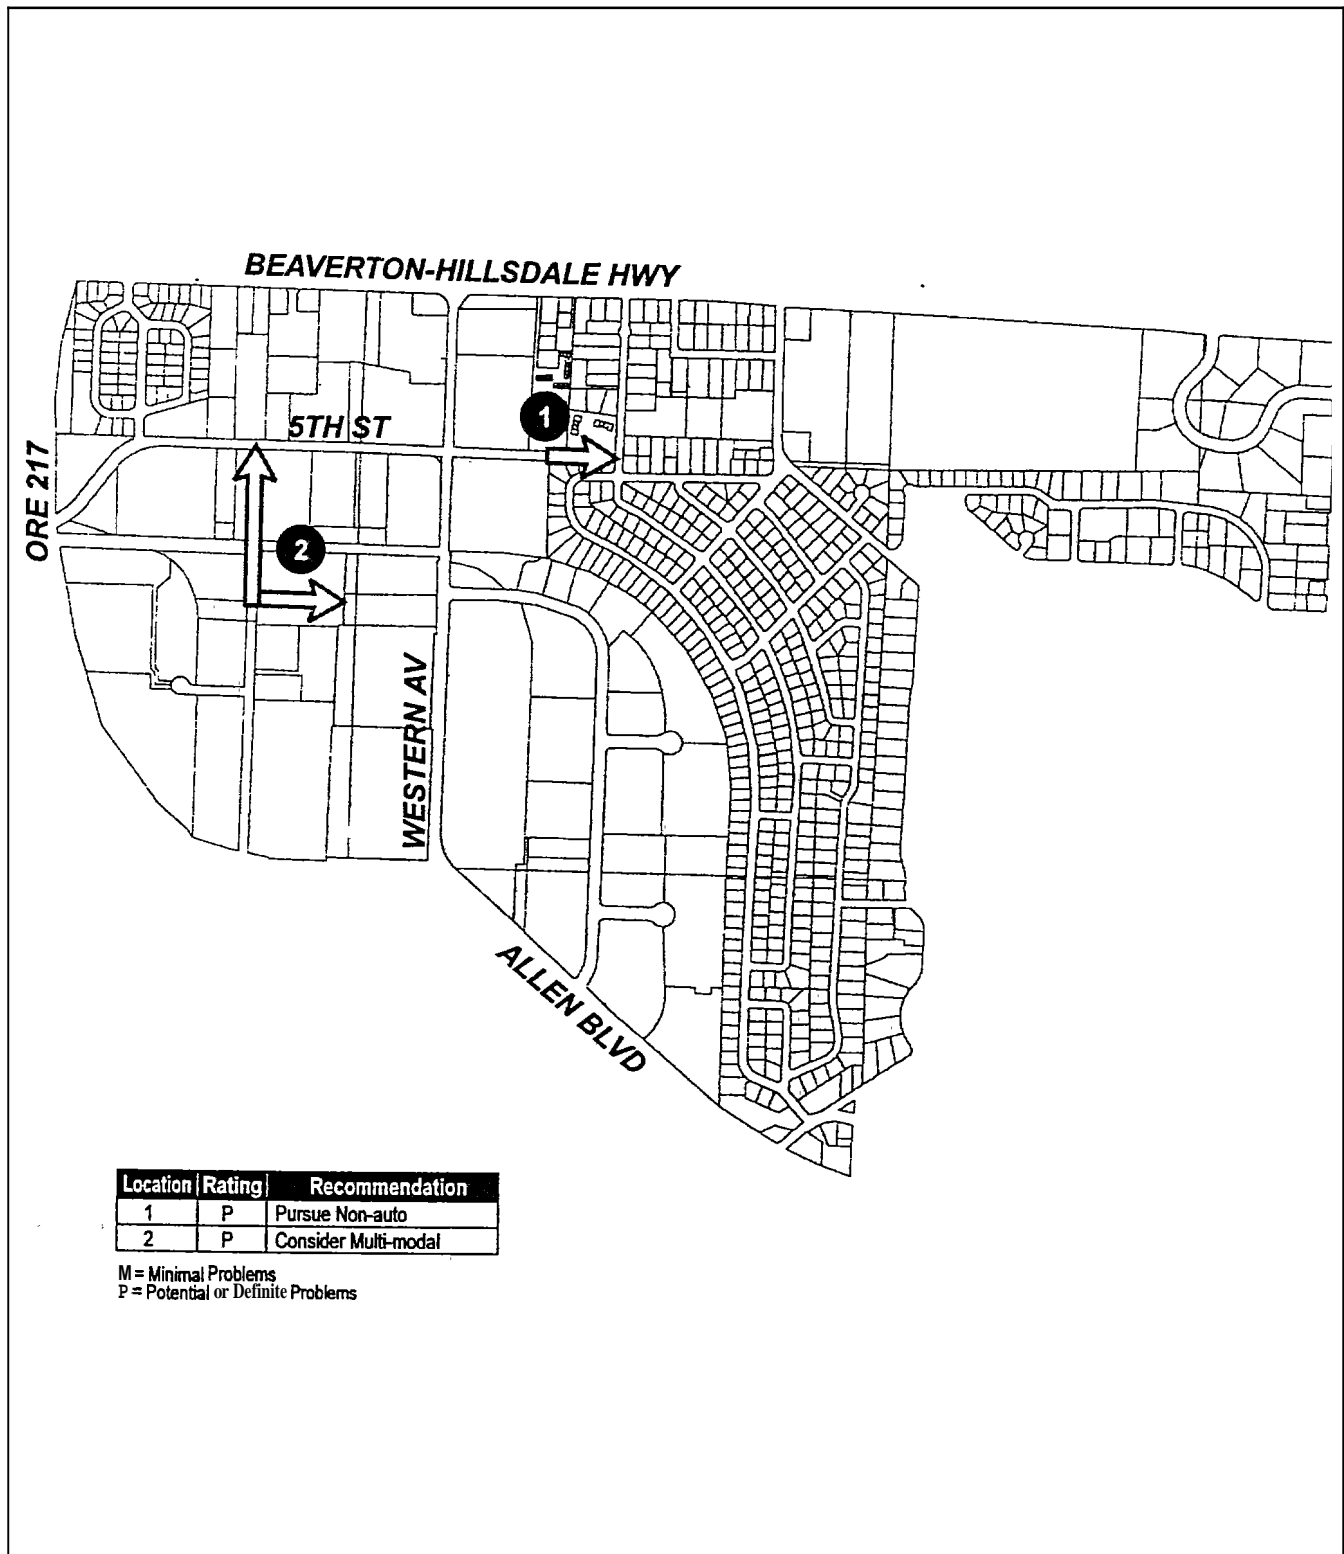 BEAVERTON-HILLSDALE HWY
1
5TH ST
ORE 217
2
WESTERN AV
ALLEN BLVD
Location Rating Recommendation
1 P Pursue Non-auto
2 P Consider Multi-modal
M = Minimal Problems
P = Potential or Definite Problems